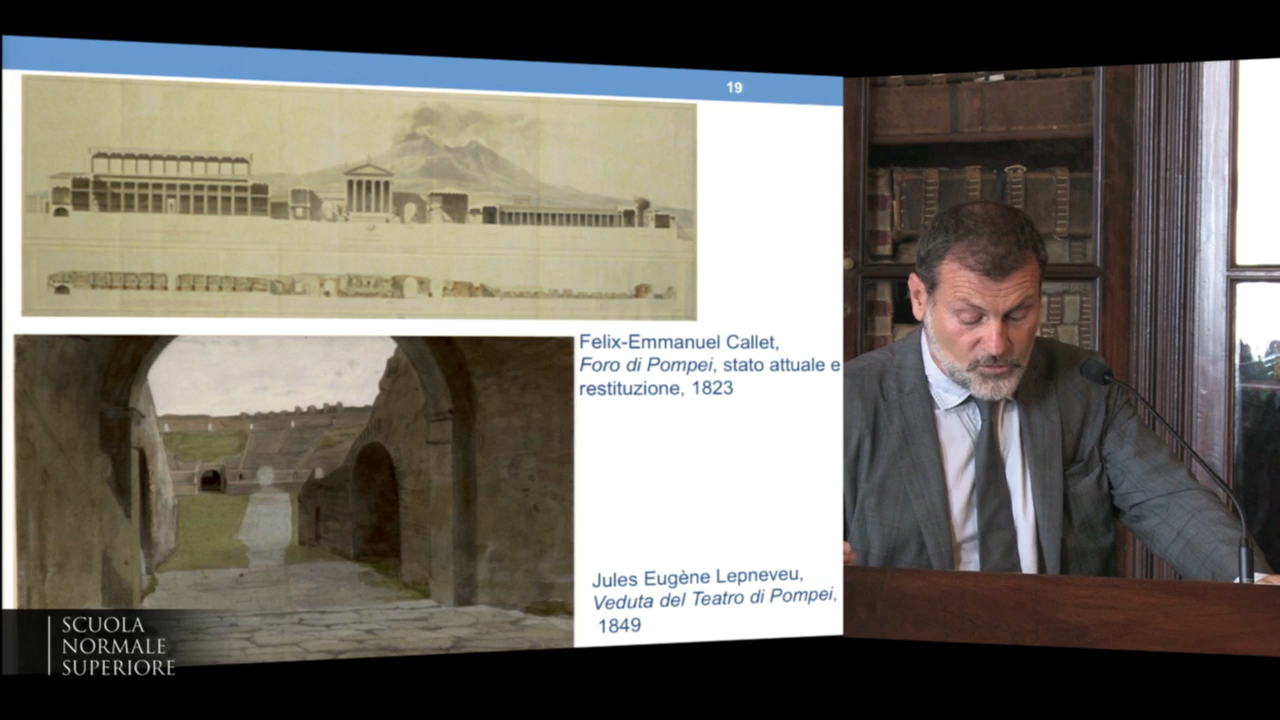 19
Felix-Emmanuel Callet,
Foro di Pompei, stato attuale e
restituzione, 1823
Jules Eugène Lepneveu,
Veduta del Teatro di Pompei,
1849
SCUOLA
NORMALE
SUPERIORE